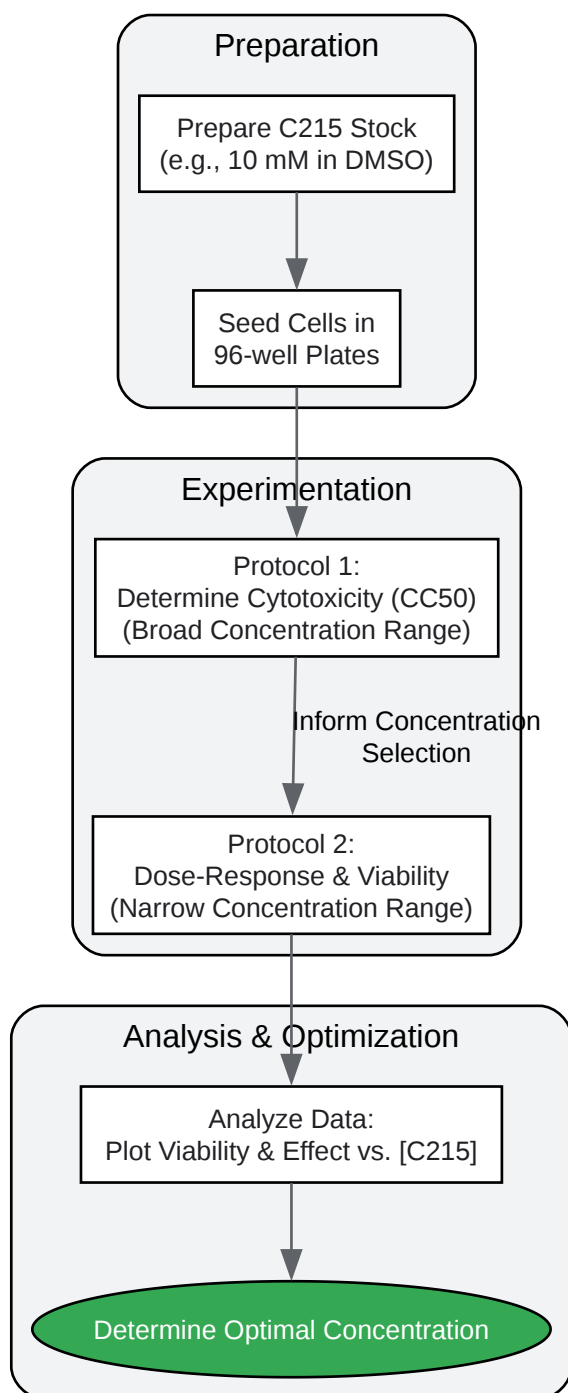 Preparation
Prepare C215 Stock
(e.g., 10 mM in DMSO)
Seed Cells in
96-well Plates
Experimentation
Protocol 1:
Determine Cytotoxicity (CC50)
(Broad Concentration Range)
Inform Concentration
Selection
Protocol 2:
Dose-Response & Viability
(Narrow Concentration Range)
Analysis & Optimization
Analyze Data:
Plot Viability & Effect vs. [C215]
Determine Optimal Concentration